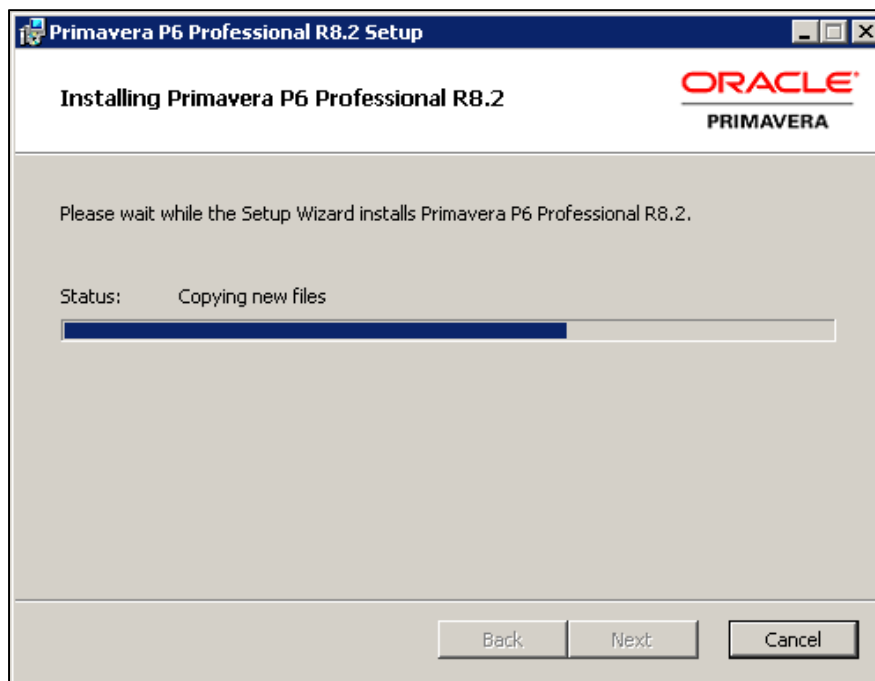 Primavera P6 Professional R8.2 Setup
Installing Primavera P6 Professional R8.2
ORACLE
PRIMAVERA
Please wait while the Setup Wizard installs Primavera P6 Professional R8.2.
Status: Copying new files
Back Next Cancel